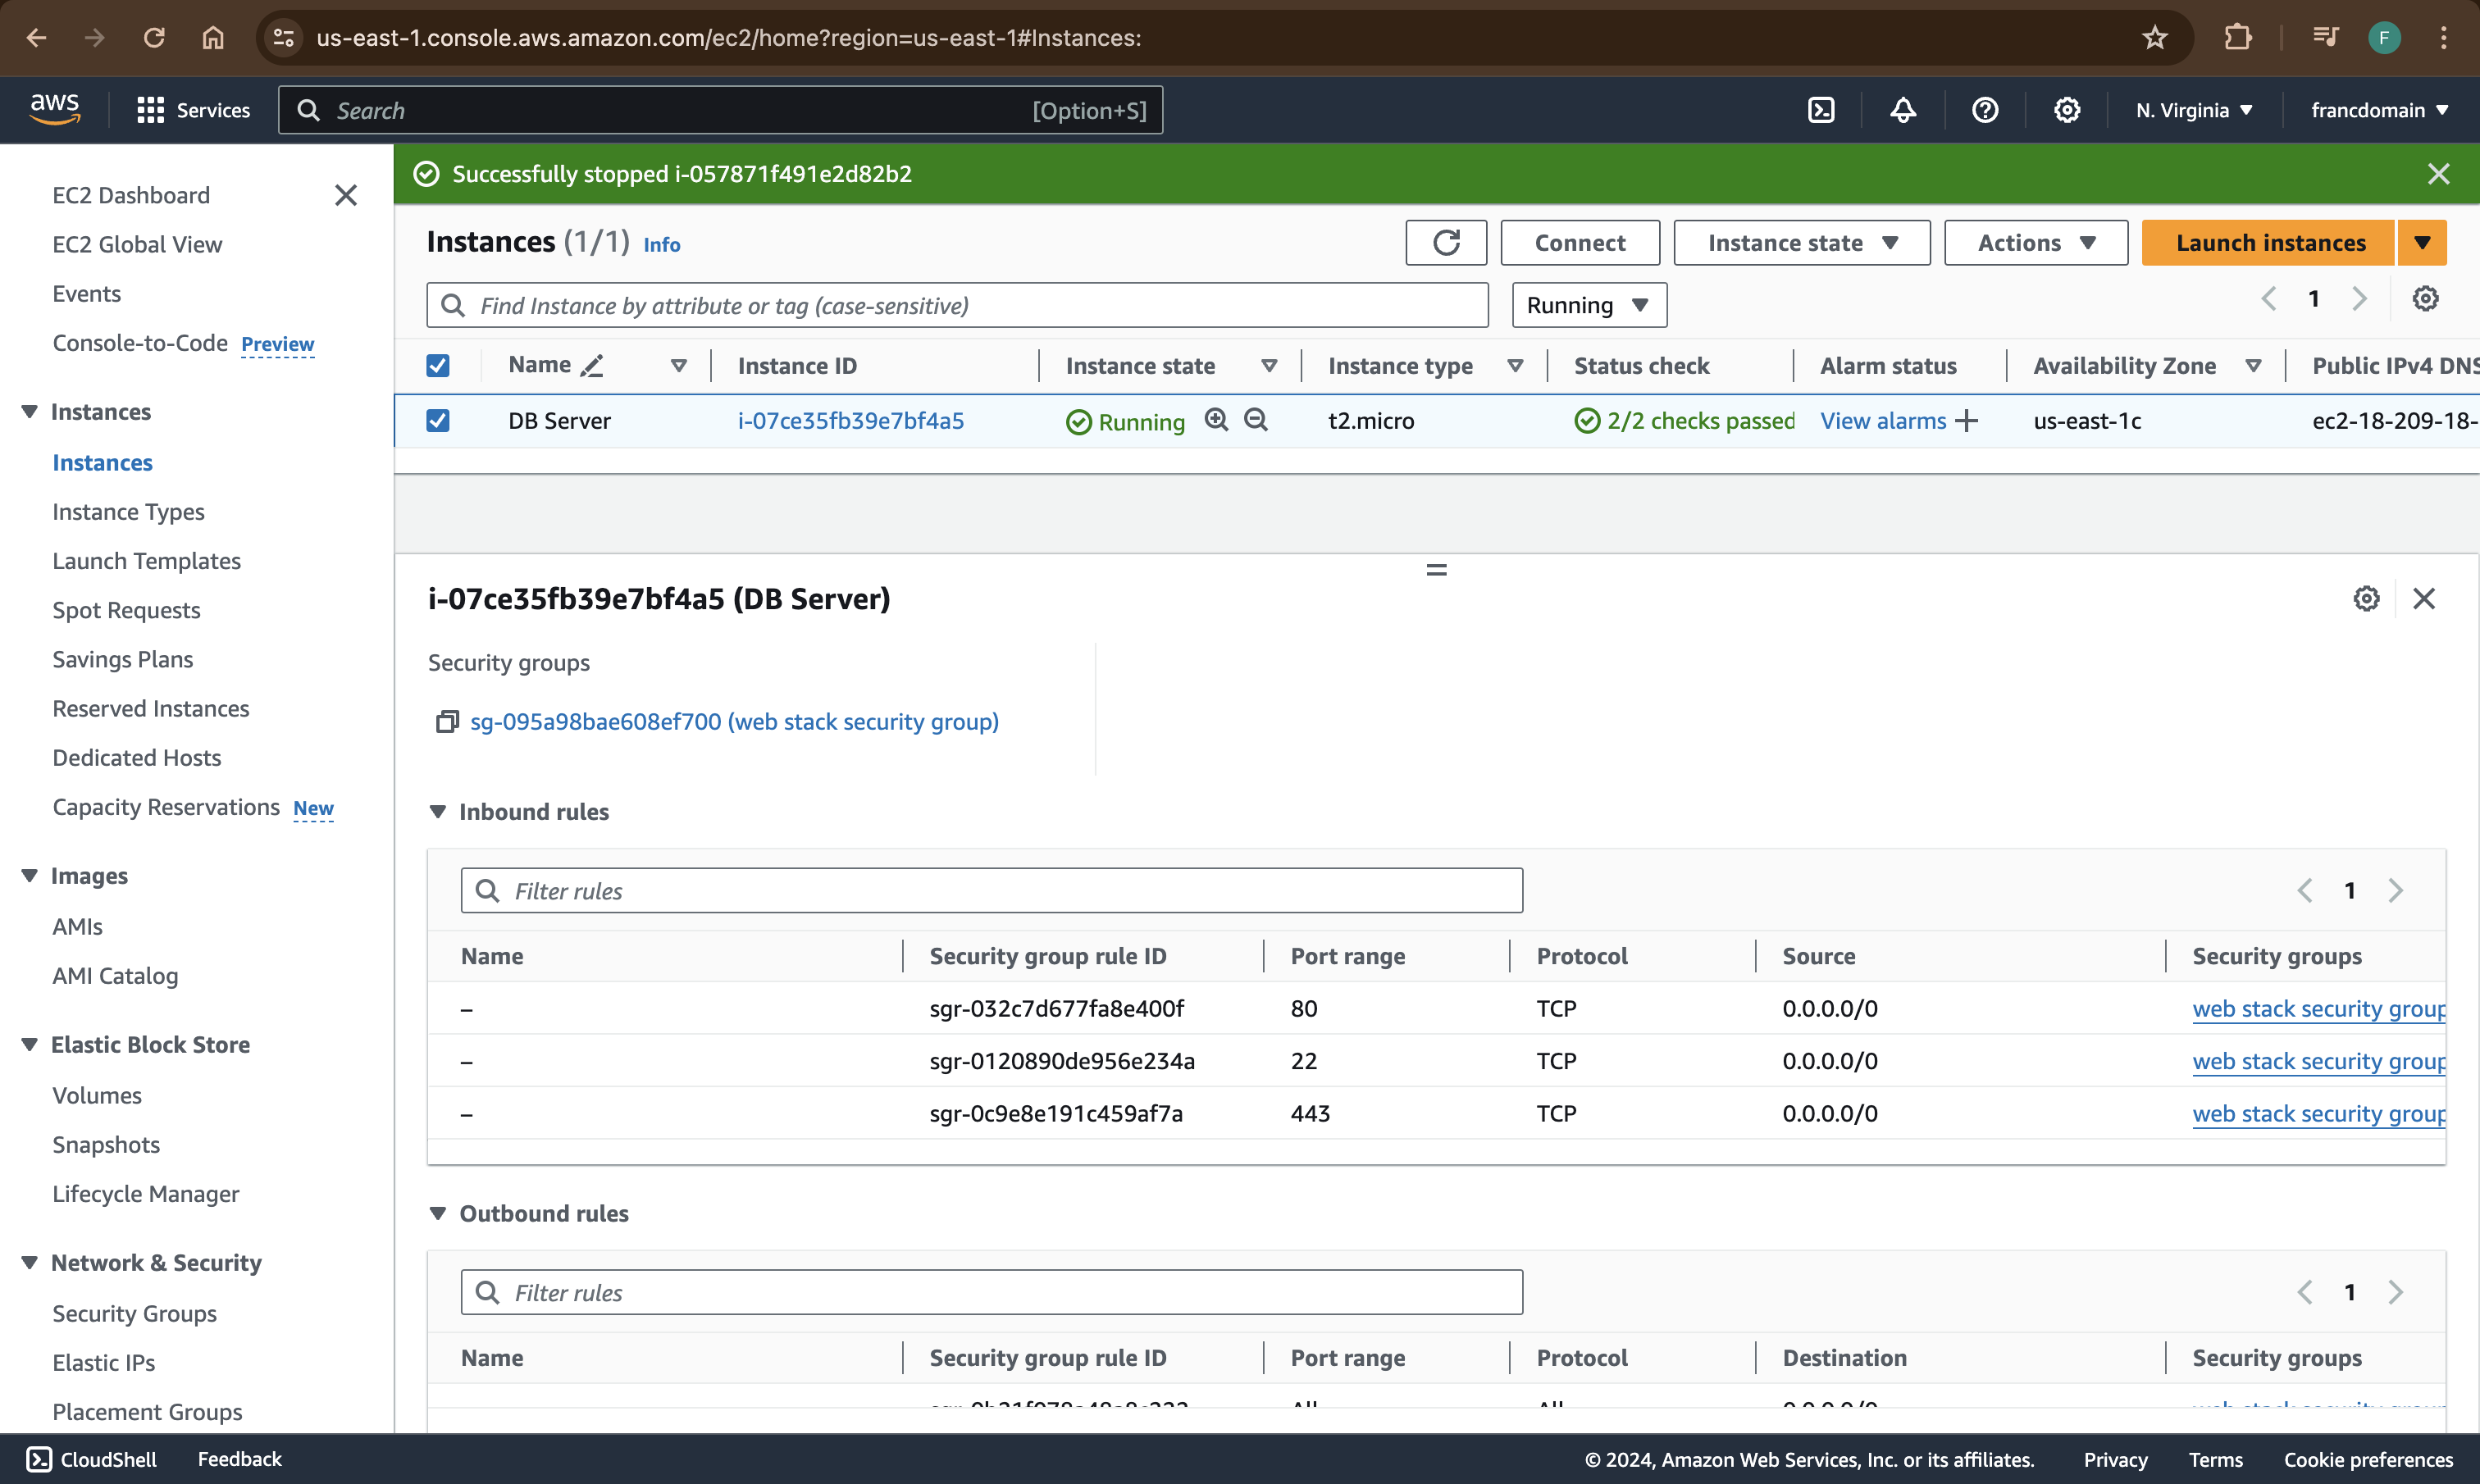 us-east-1.console.aws.amazon.com/ec2/home?region=us-east-1#Instances:
F
aws
Services
Search
[Option+S]
N. Virginia
francdomain
EC2 Dashboard
EC2 Global View
Events
Console-to-Code Preview
Instances
Instances
Instance Types
Launch Templates
Spot Requests
Savings Plans
Reserved Instances
Dedicated Hosts
Capacity Reservations New
Images
AMIs
AMI Catalog
Elastic Block Store
Volumes
Snapshots
Lifecycle Manager
Network & Security
Security Groups
Elastic IPs
Placement Groups
Successfully stopped i-057871f491e2d82b2
Instances (1/1) Info
Connect
Instance state
Actions
Launch instances
Find Instance by attribute or tag (case-sensitive)
Running
1
Name Instance ID Instance state Instance type Status check Alarm status Availability Zone Public IPv4 DNS
DB Server i-07ce35fb39e7bf4a5 Running t2.micro 2/2 checks passed View alarms + us-east-1c ec2-18-209-18-
i-07ce35fb39e7bf4a5 (DB Server)
Security groups
sg-095a98bae608ef700 (web stack security group)
Inbound rules
Filter rules
1
Name Security group rule ID Port range Protocol Source Security groups
– sgr-032c7d677fa8e400f 80 TCP 0.0.0.0/0 web stack security group
– sgr-0120890de956e234a 22 TCP 0.0.0.0/0 web stack security group
– sgr-0c9e8e191c459af7a 443 TCP 0.0.0.0/0 web stack security group
Outbound rules
Filter rules
1
Name Security group rule ID Port range Protocol Destination Security groups
All All 0.0.0.0/0
CloudShell
Feedback
© 2024, Amazon Web Services, Inc. or its affiliates.
Privacy
Terms
Cookie preferences